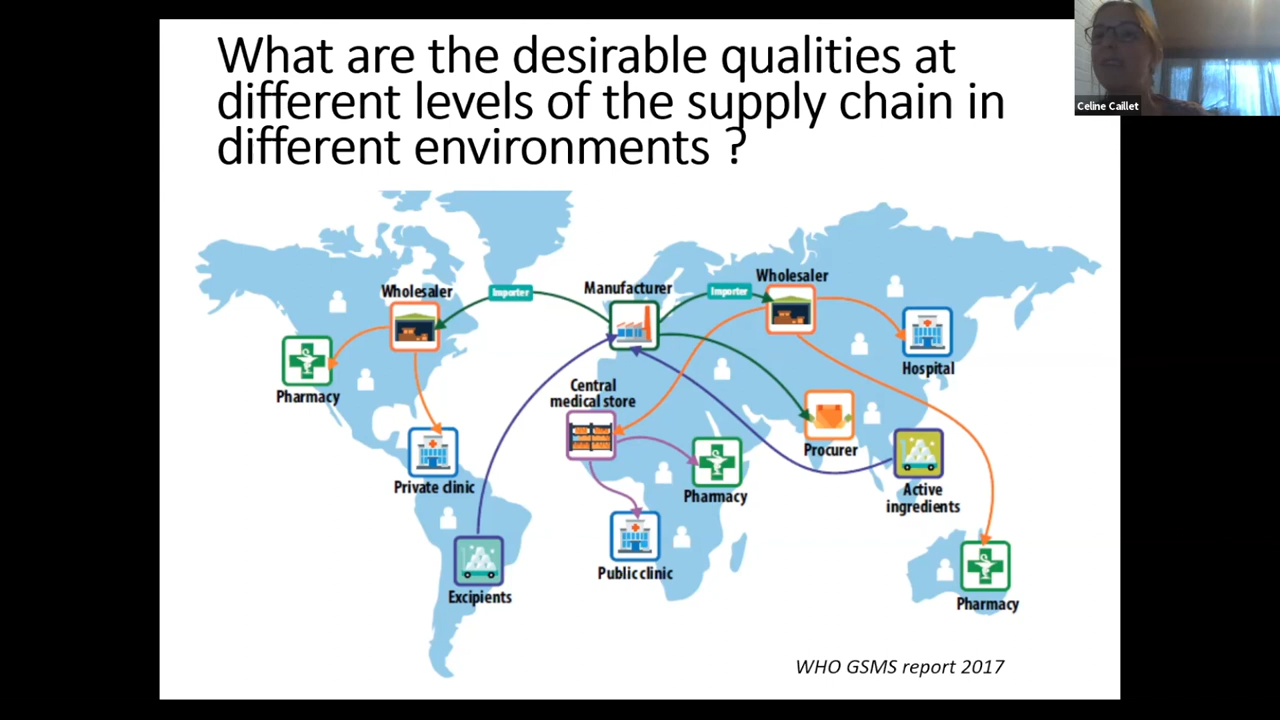 What are the desirable qualities at
different levels of the supply chain in
different environments ?
Celine Caillet
Wholesaler
Importer
Manufacturer
Importer
Wholesaler
Pharmacy
Hospital
Central
medical store
Procurer
Private clinic
Pharmacy
Active
ingredients
Public clinic
Excipients
Pharmacy
WHO GSMS report 2017